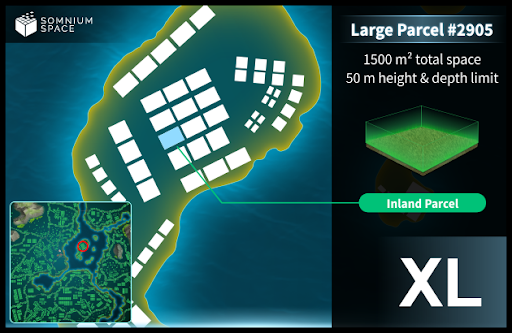 SOMNIUM
SPACE
Large Parcel #2905
1500 m² total space
50 m height & depth limit
Inland Parcel
XL